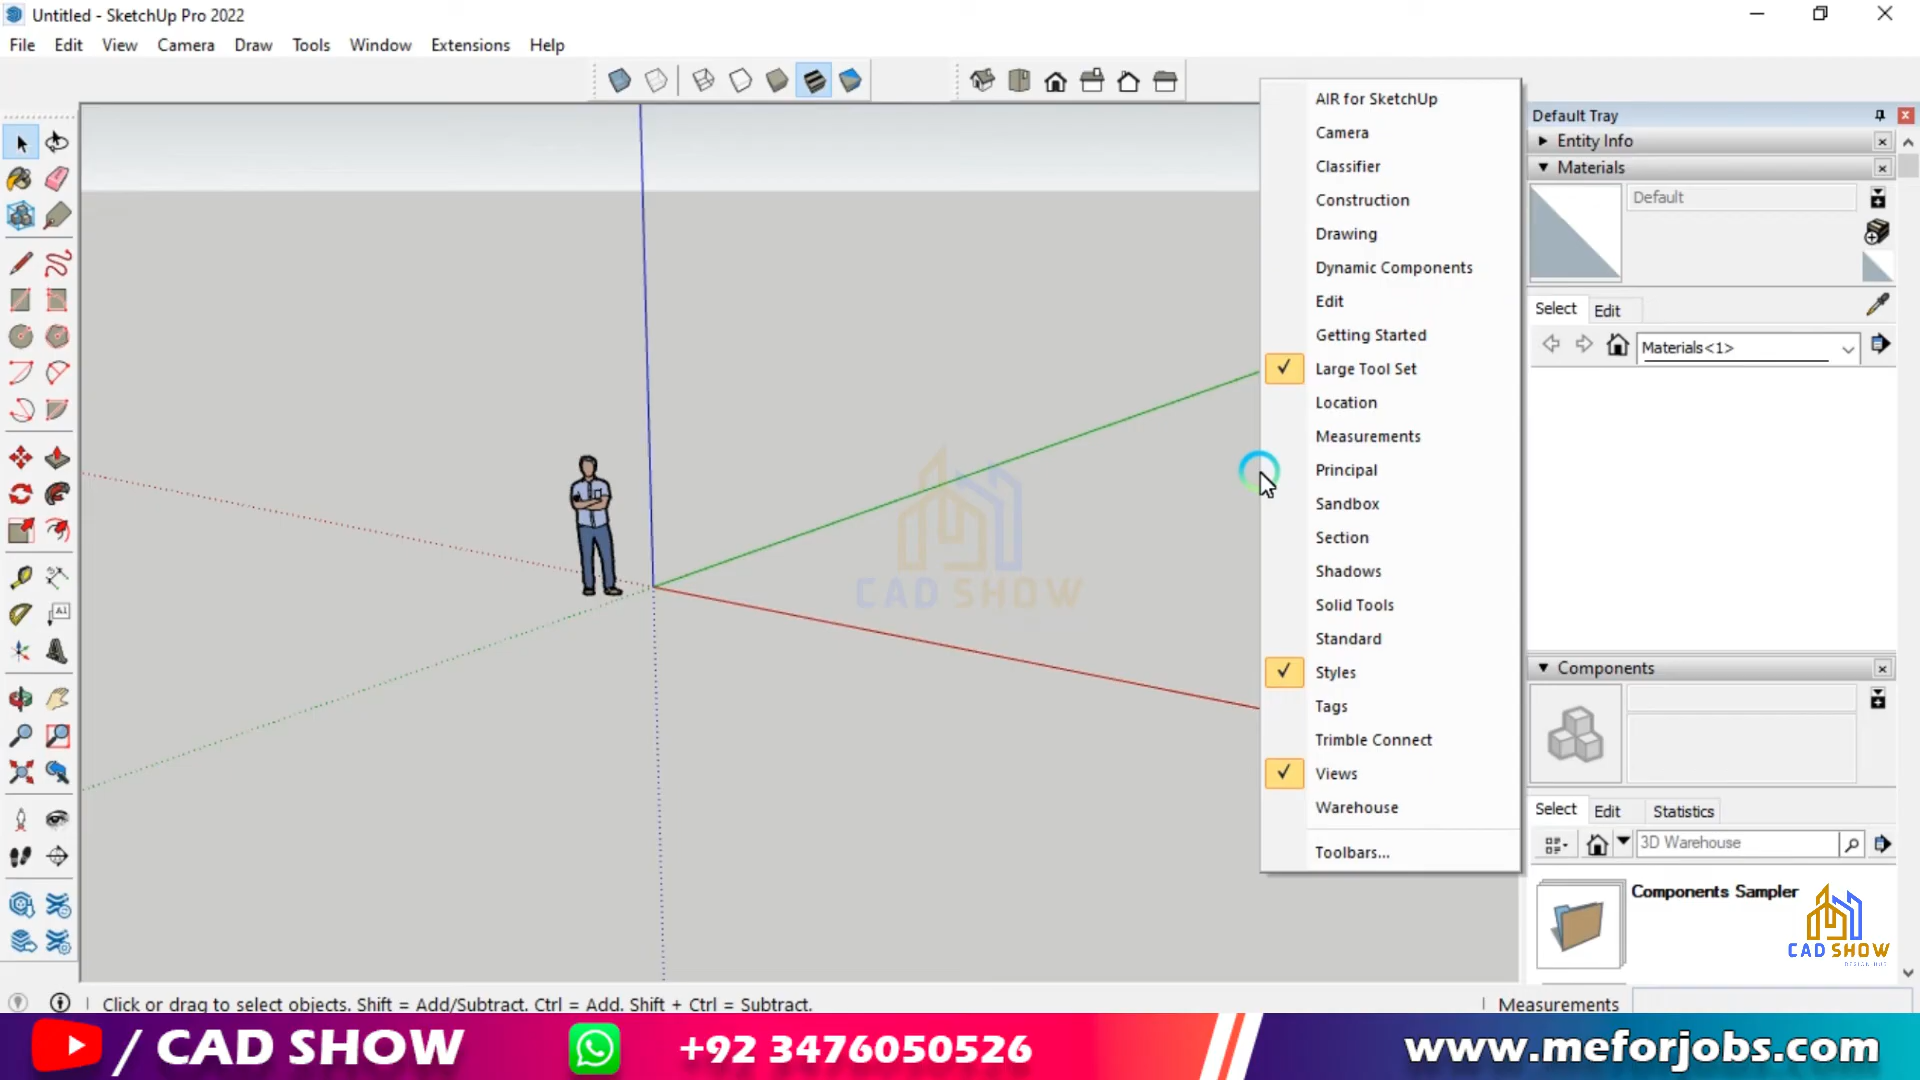 Untitled - SketchUp Pro 2022
File Edit View Camera Draw Tools Window Extensions Help
AIR for SketchUp
Camera
Classifier
Construction
Drawing
Dynamic Components
Edit
Getting Started
Large Tool Set
Location
Measurements
Principal
Sandbox
Section
Shadows
Solid Tools
Standard
Styles
Tags
Trimble Connect
Views
Warehouse
Toolbars...
Default Tray
Entity Info
Materials
Default
Select Edit
Materials<1>
Components
Select Edit Statistics
3D Warehouse
Components Sampler
CAD SHOW
CAD SHOW
A1
Click or drag to select objects. Shift = Add/Subtract. Ctrl = Add. Shift + Ctrl = Subtract.
Measurements
/ CAD SHOW
+92 3476050526
www.meforjobs.com